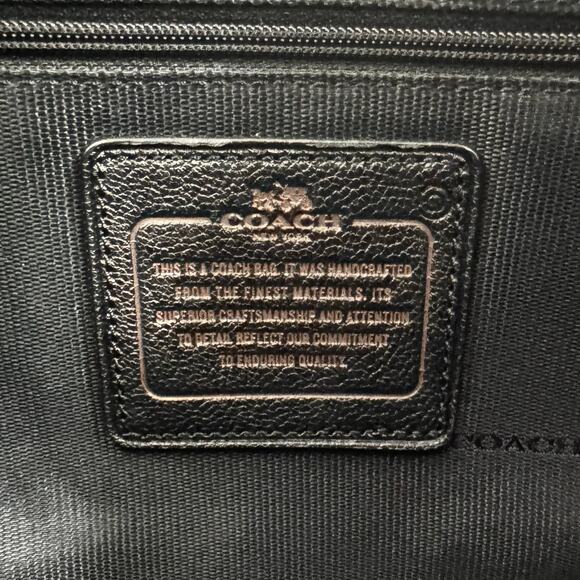 COACH
NEW YORK
THIS IS A COACH BAG. IT WAS HANDCRAFTED
FROM THE FINEST MATERIALS. ITS
SUPERIOR CRAFTSMANSHIP AND ATTENTION
TO DETAIL REFLECT OUR COMMITMENT
TO ENDURING QUALITY.
COACH